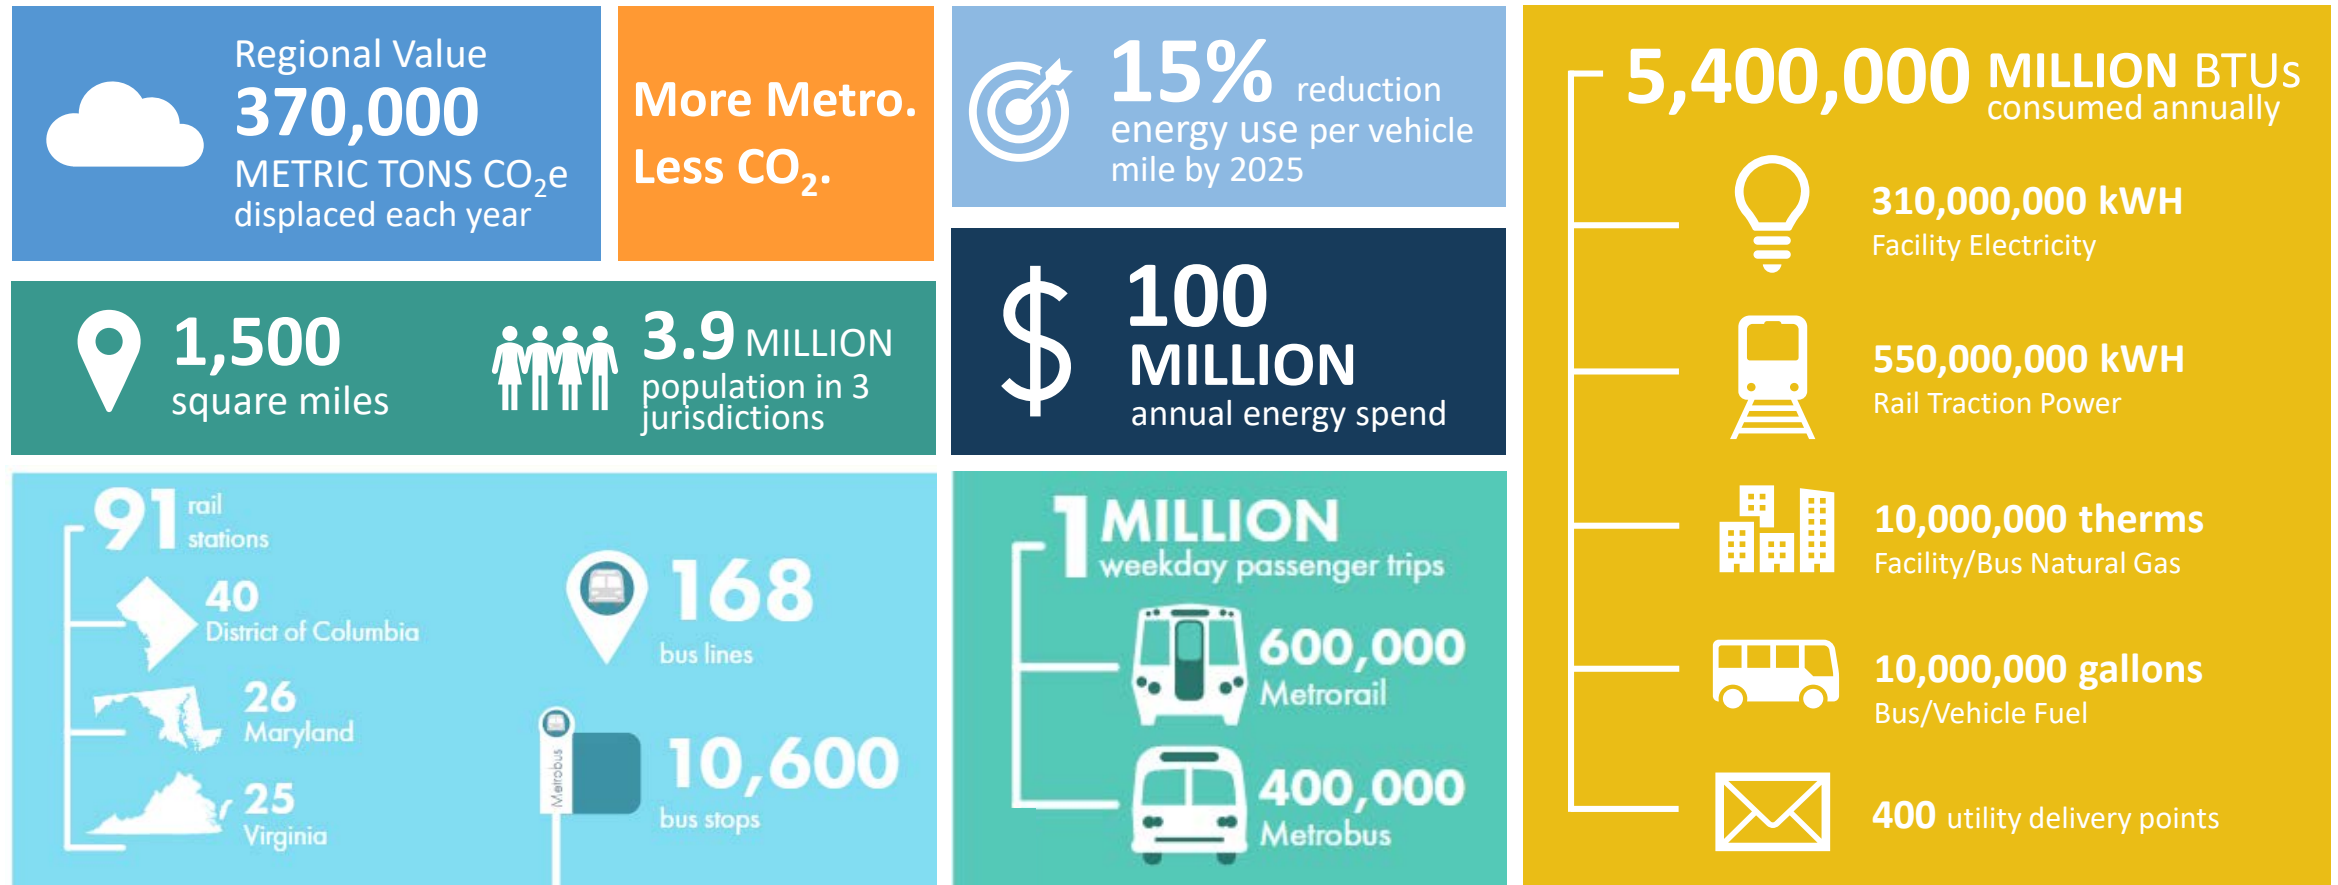 Regional Value
370,000
METRIC TONS CO₂e
displaced each year
More Metro.
Less CO₂.
15% reduction
energy use per vehicle
mile by 2025
1,500
square miles
3.9 MILLION
population in 3
jurisdictions
$ 100
MILLION
annual energy spend
91 rail
stations
40
District of Columbia
26
Maryland
25
Virginia
168
bus lines
Metrobus
10,600
bus stops
1 MILLION
weekday passenger trips
600,000
Metrorail
400,000
Metrobus
5,400,000 MILLION BTUs
consumed annually
310,000,000 kWH
Facility Electricity
550,000,000 kWH
Rail Traction Power
10,000,000 therms
Facility/Bus Natural Gas
10,000,000 gallons
Bus/Vehicle Fuel
400 utility delivery points